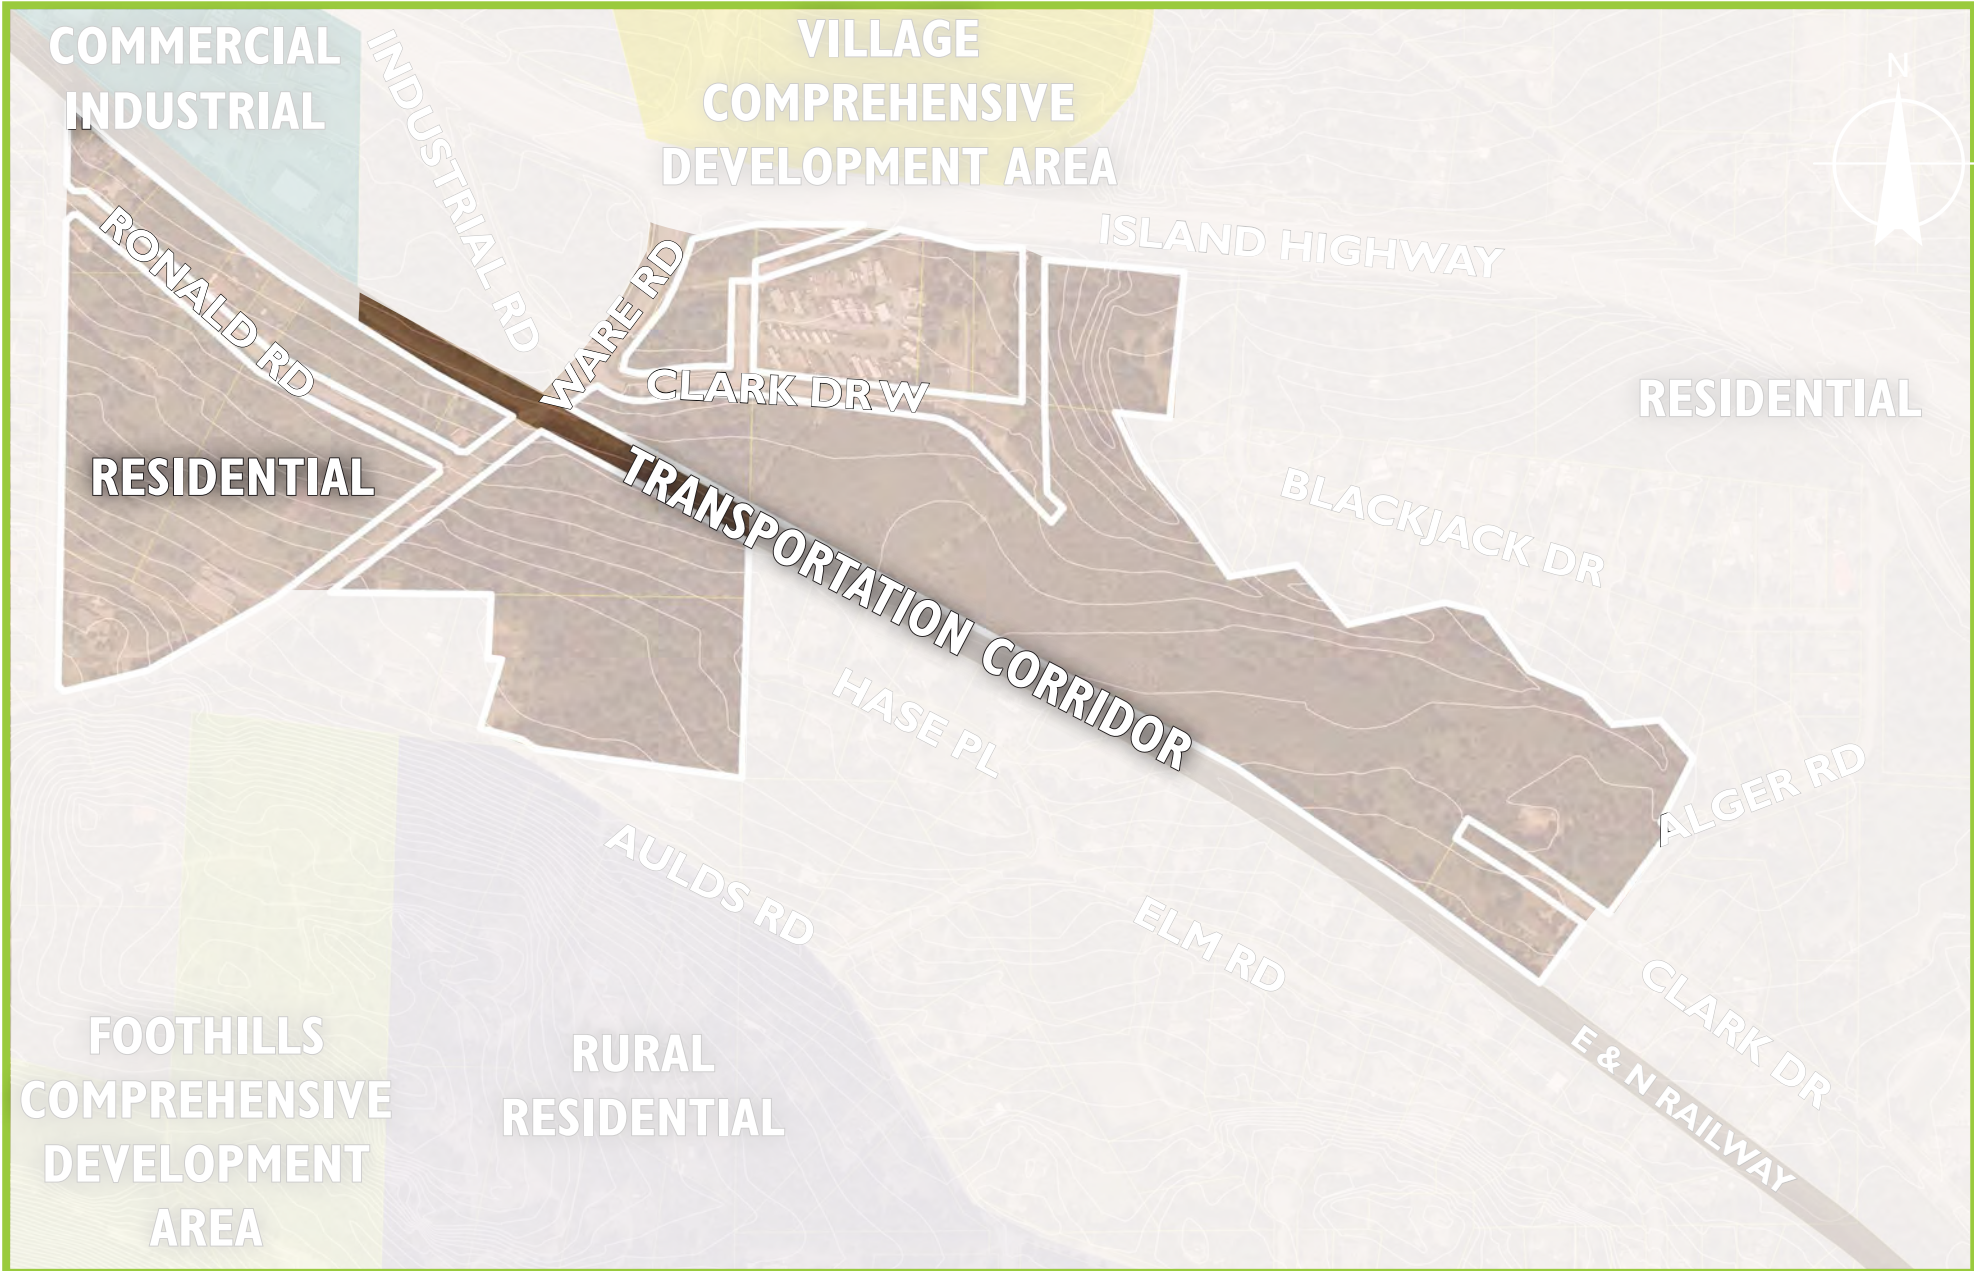 COMMERCIAL
INDUSTRIAL
INDUSTRIAL RD
VILLAGE
COMPREHENSIVE
DEVELOPMENT AREA
N
ISLAND HIGHWAY
RONALD RD
WARE RD
CLARK DR W
RESIDENTIAL
RESIDENTIAL
TRANSPORTATION CORRIDOR
BLACKJACK DR
HASE PL
ALGER RD
AULDS RD
ELM RD
CLARK DR
E & N RAILWAY
FOOTHILLS
COMPREHENSIVE
DEVELOPMENT
AREA
RURAL
RESIDENTIAL